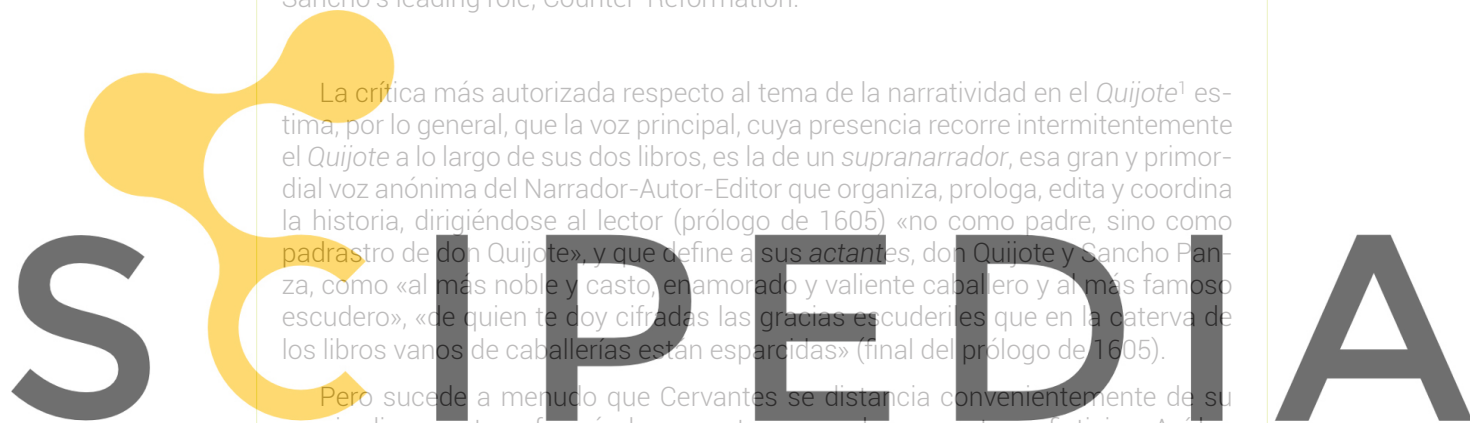 Sancho's leading role; Counter-Reformation.
La crítica más autorizada respecto al tema de la narratividad en el Quijote¹ es-
tima, por lo general, que la voz principal, cuya presencia recorre intermitentemente
el Quijote a lo largo de sus dos libros, es la de un supranarrador, esa gran y primor-
dial voz anónima del Narrador-Autor-Editor que organiza, prologa, edita y coordina
la historia, dirigiéndose al lector (prólogo de 1605) «no como padre, sino como
padrastro de don Quijote», y que define a sus actantes, don Quijote y Sancho Pan-
za, como «al más noble y casto, enamorado y valiente caballero y al más famoso
escudero», «de quien te doy cifradas las gracias escuderiles que en la caterva de
los libros vanos de caballerías están esparcidas» (final del prólogo de 1605).
Pero sucede a menudo que Cervantes se distancia convenientemente de su
SCIPEDIA